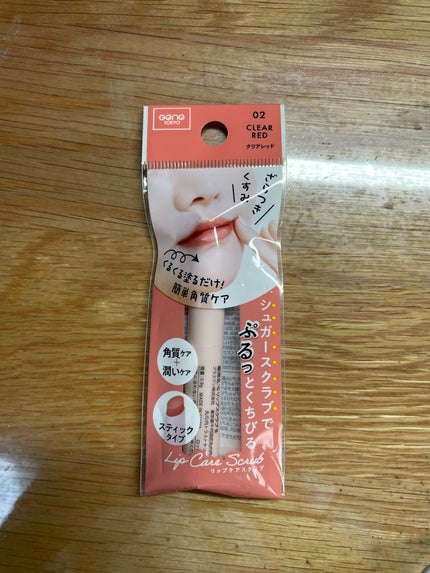 GENE
TOKYO
02
CLEAR
RED
クリアレッド
ざらつき
くすみ
くるくる塗るだけ!
簡単角質ケア
シュガースクラブで
ぷるっとくちびる
角質ケア
+
潤いケア
スティック
タイプ
Lip Care Scrub
リップケアスクラブ